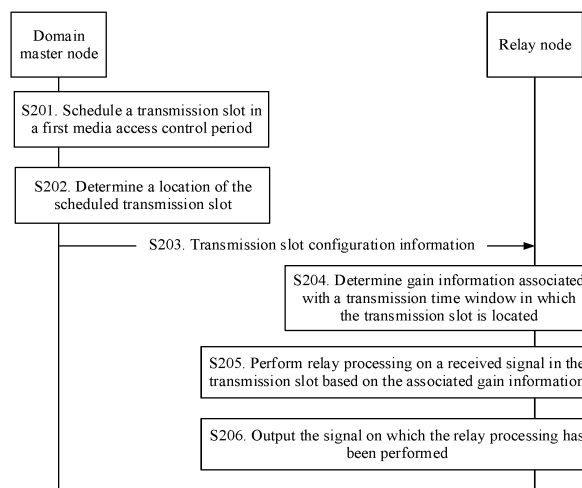 Domain
master node
Relay node
S201. Schedule a transmission slot in
a first media access control period
S202. Determine a location of the
scheduled transmission slot
S203. Transmission slot configuration information
S204. Determine gain information associated
with a transmission time window in which
the transmission slot is located
S205. Perform relay processing on a received signal in the
transmission slot based on the associated gain information
S206. Output the signal on which the relay processing has
been performed